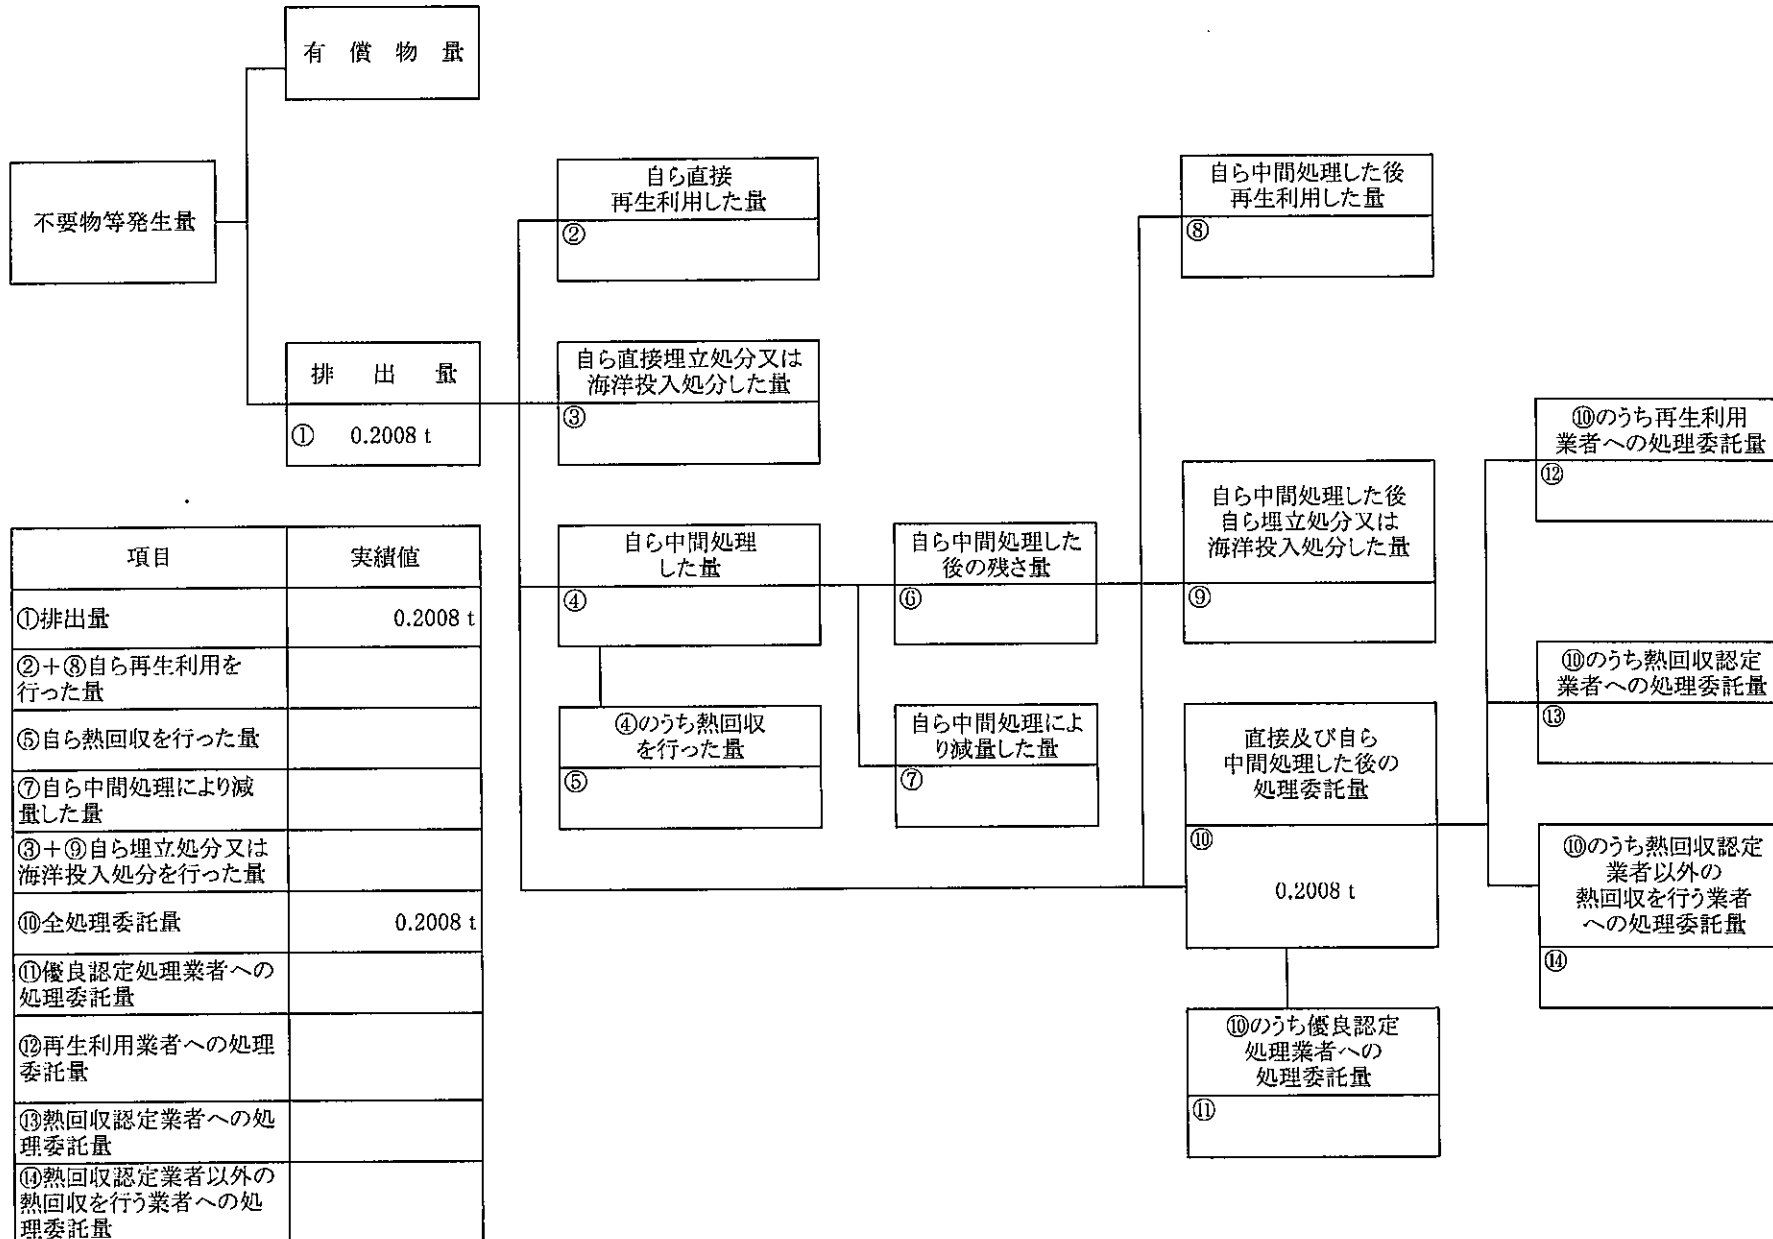 有償物量
不要物等発生量
排出量
① 0.2008 t
自ら直接
再生利用した量
②
自ら直接埋立処分又は
海洋投入処分した量
③
自ら中間処理
した量
④
④のうち熱回収
を行った量
⑤
自ら中間処理した
後の残さ量
⑥
自ら中間処理によ
り減量した量
⑦
自ら中間処理した後
再生利用した量
⑧
自ら中間処理した後
自ら埋立処分又は
海洋投入処分した量
⑨
直接及び自ら
中間処理した後の
処理委託量
⑩
0.2008 t
⑩のうち優良認定
処理業者への
処理委託量
⑪
⑩のうち再生利用
業者への処理委託量
⑫
⑩のうち熱回収認定
業者への処理委託量
⑬
⑩のうち熱回収認定
業者以外の
熱回収を行う業者
への処理委託量
⑭
項目 実績値
①排出量 0.2008 t
②+⑧自ら再生利用を
行った量
⑤自ら熱回収を行った量
⑦自ら中間処理により減
量した量
③+⑨自ら埋立処分又は
海洋投入処分を行った量
⑩全処理委託量 0.2008 t
⑪優良認定処理業者への
処理委託量
⑫再生利用業者への処理
委託量
⑬熱回収認定業者への処
理委託量
⑭熱回収認定業者以外の
熱回収を行う業者への処
理委託量